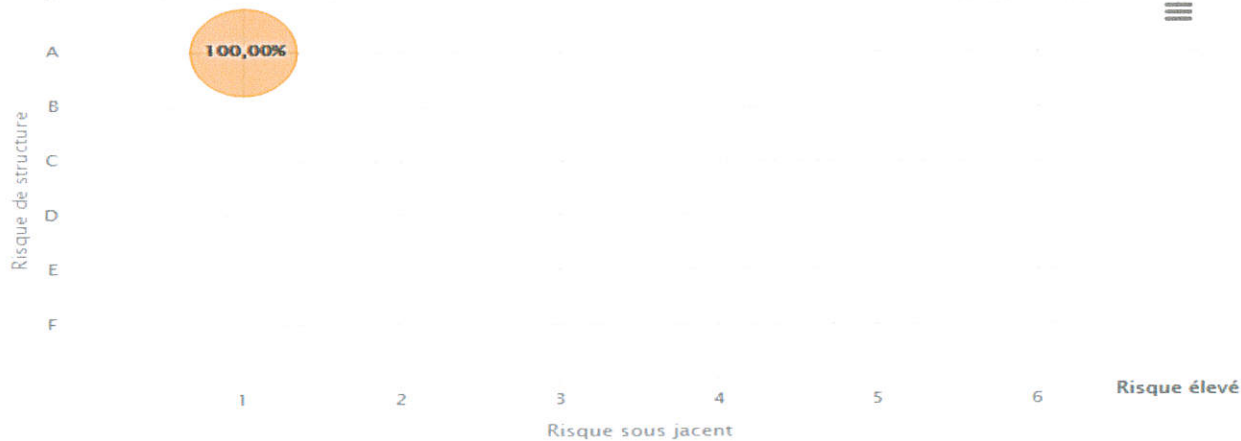 A
100,00%
B
C
D
E
F
Risque de structure
1 2 3 4 5 6
Risque élevé
Risque sous jacent